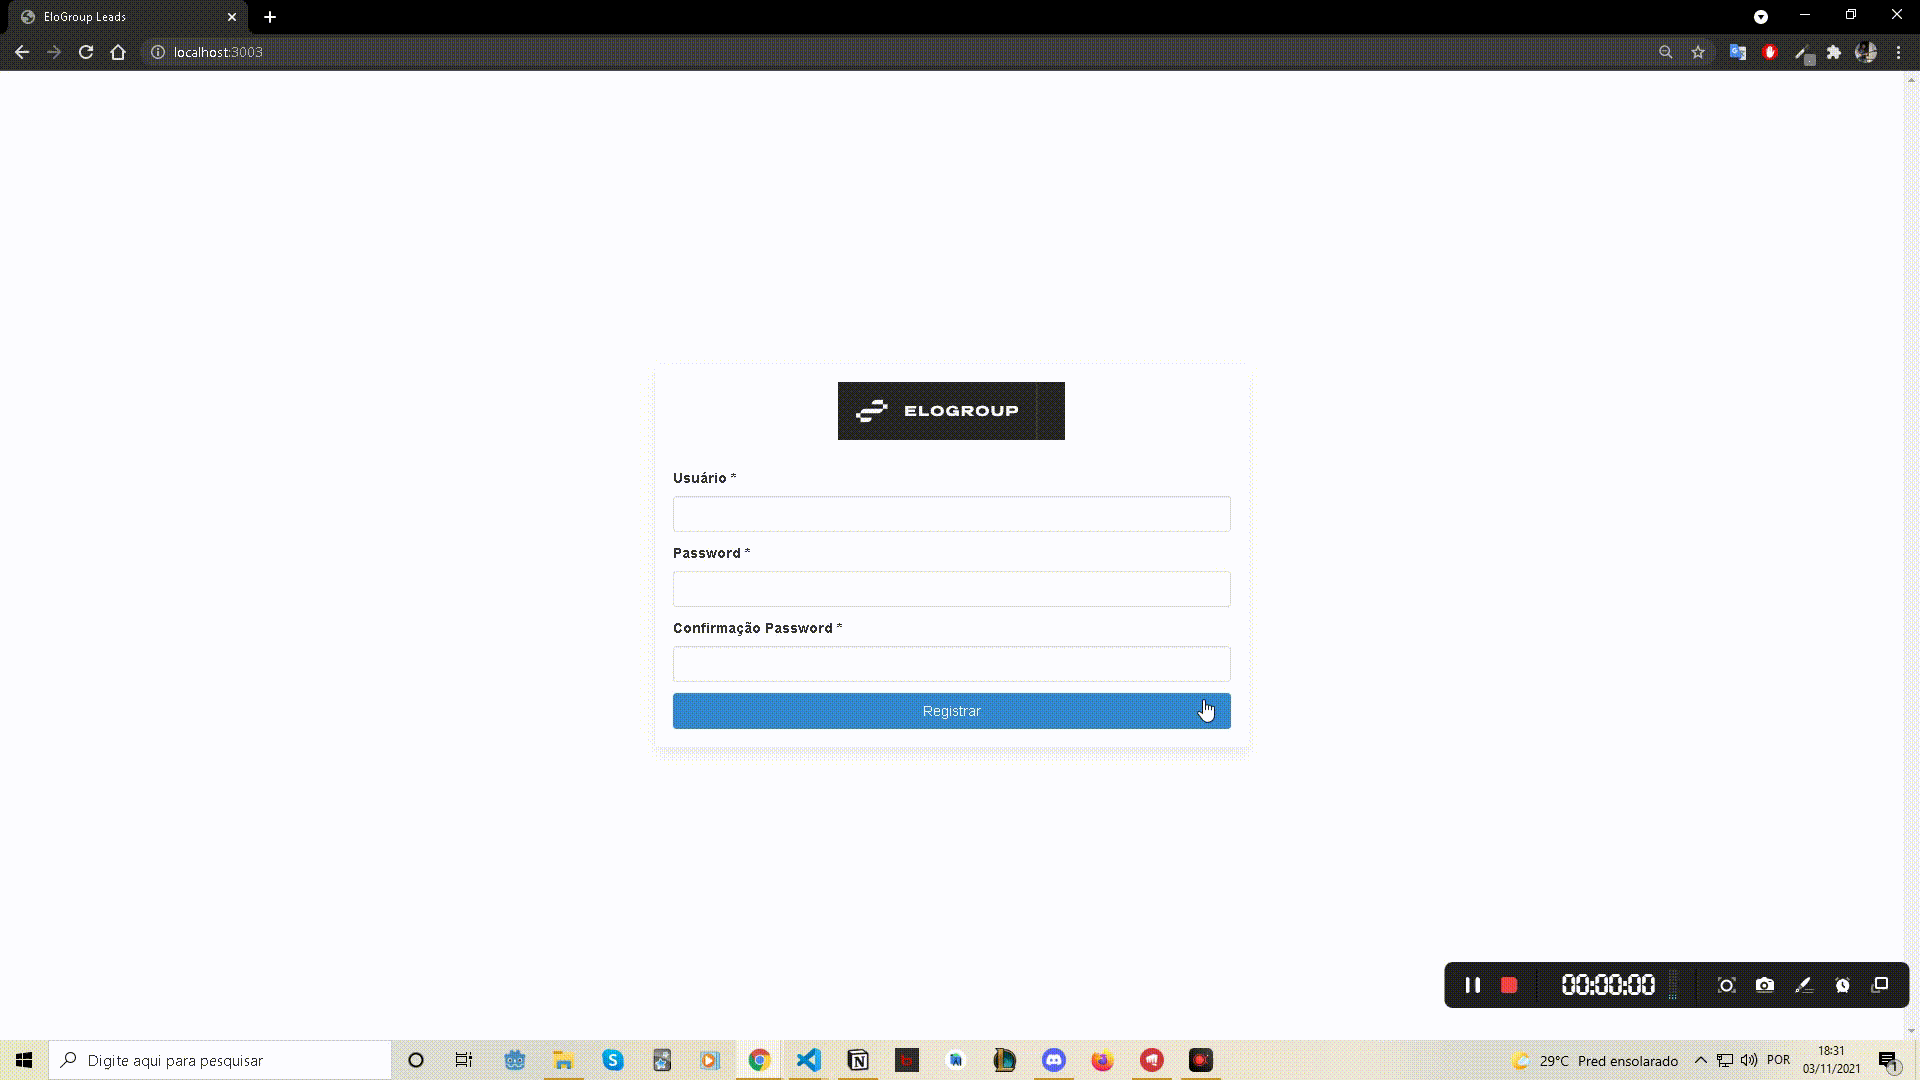 EloGroup Leads
localhost:3003
ELOGROUP
Usuário *
Password *
Confirmação Password *
Registrar
00:00:00
Digite aqui para pesquisar
29°C Pred ensolarado
POR
18:31
03/11/2021
1